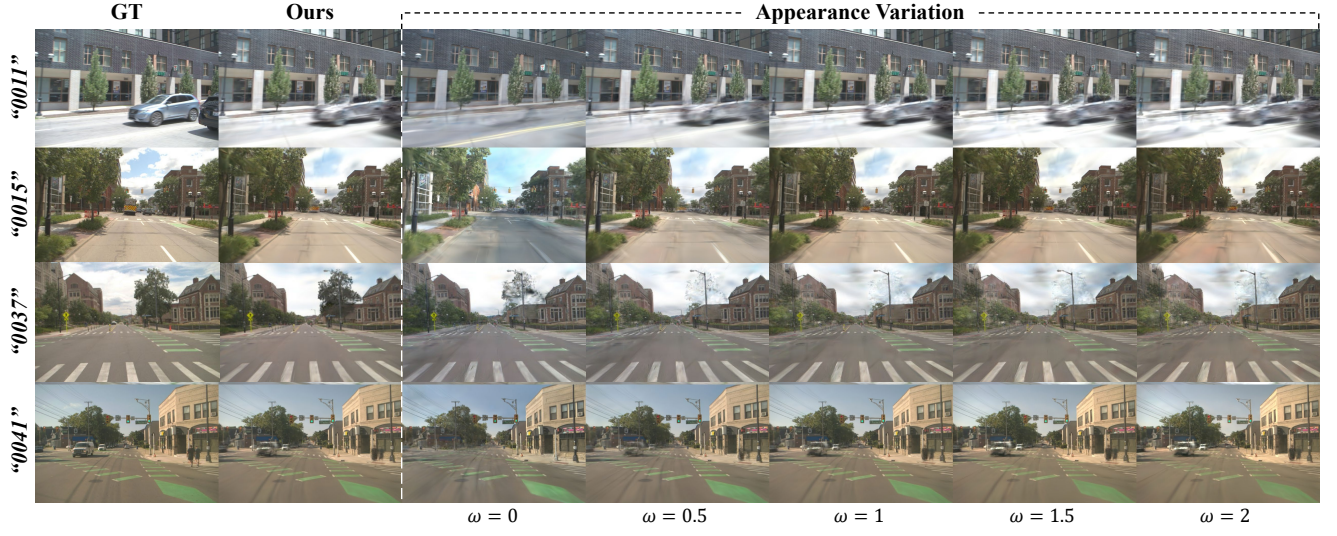 GT Ours Appearance Variation
“0011”
“0015”
“0037”
“0041”
ω = 0 ω = 0.5 ω = 1 ω = 1.5 ω = 2